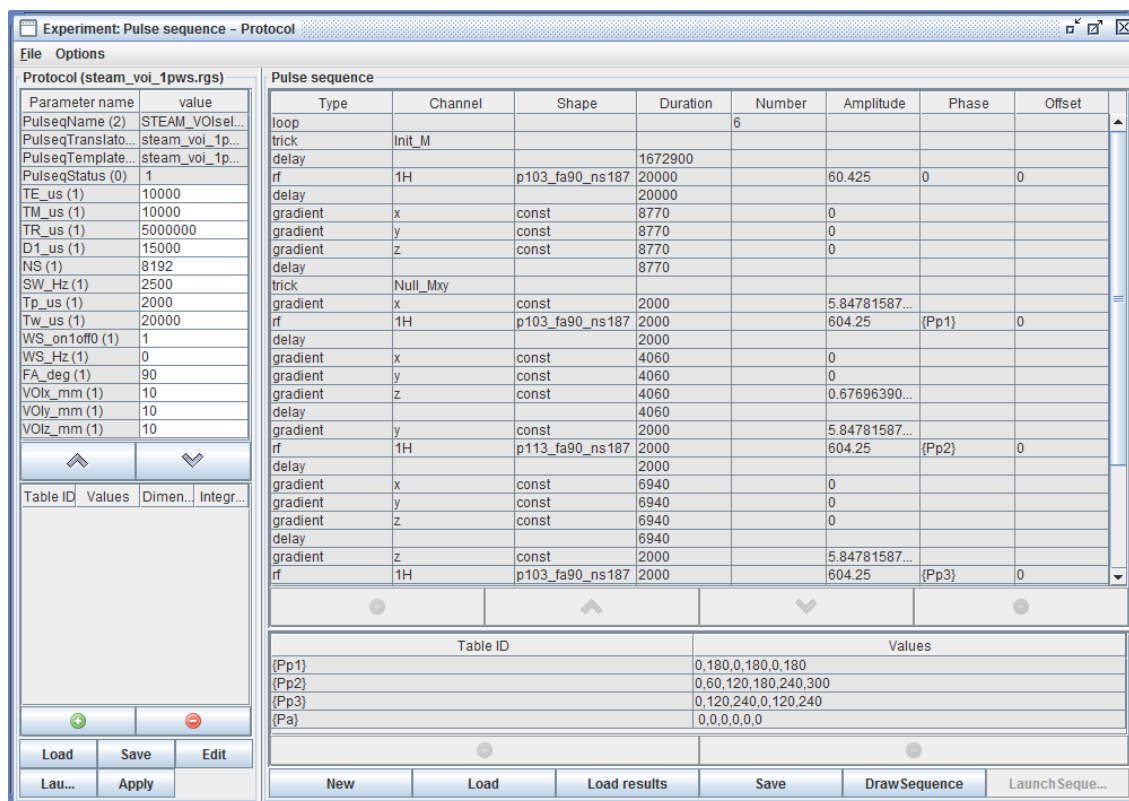 Experiment: Pulse sequence – Protocol
File Options
Protocol (steam_voi_1pws.rgs)
Parameter name value
PulseqName (2) STEAM_VOIsel...
PulseqTranslato... steam_voi_1p...
PulseqTemplate... steam_voi_1p...
PulseqStatus (0) 1
TE_us (1) 10000
TM_us (1) 10000
TR_us (1) 5000000
D1_us (1) 15000
NS (1) 8192
SW_Hz (1) 2500
Tp_us (1) 2000
Tw_us (1) 20000
WS_on1off0 (1) 1
WS_Hz (1) 0
FA_deg (1) 90
VOIx_mm (1) 10
VOIy_mm (1) 10
VOIz_mm (1) 10
Table ID Values Dimen... Integr...
Load Save Edit
Lau... Apply
Pulse sequence
Type Channel Shape Duration Number Amplitude Phase Offset
loop 6
trick Init_M
delay 1672900
rf 1H p103_fa90_ns187 20000 60.425 0 0
delay 20000
gradient x const 8770 0
gradient y const 8770 0
gradient z const 8770 0
delay 8770
trick Null_Mxy
gradient x const 2000 5.84781587...
rf 1H p103_fa90_ns187 2000 604.25 {Pp1} 0
delay 2000
gradient x const 4060 0
gradient y const 4060 0
gradient z const 4060 0.67696390...
delay 4060
gradient y const 2000 5.84781587...
rf 1H p113_fa90_ns187 2000 604.25 {Pp2} 0
delay 2000
gradient x const 6940 0
gradient y const 6940 0
gradient z const 6940 0
delay 6940
gradient z const 2000 5.84781587...
rf 1H p103_fa90_ns187 2000 604.25 {Pp3} 0
Table ID Values
{Pp1} 0,180,0,180,0,180
{Pp2} 0,60,120,180,240,300
{Pp3} 0,120,240,0,120,240
{Pa} 0,0,0,0,0,0
New Load Load results Save DrawSequence LaunchSeque...